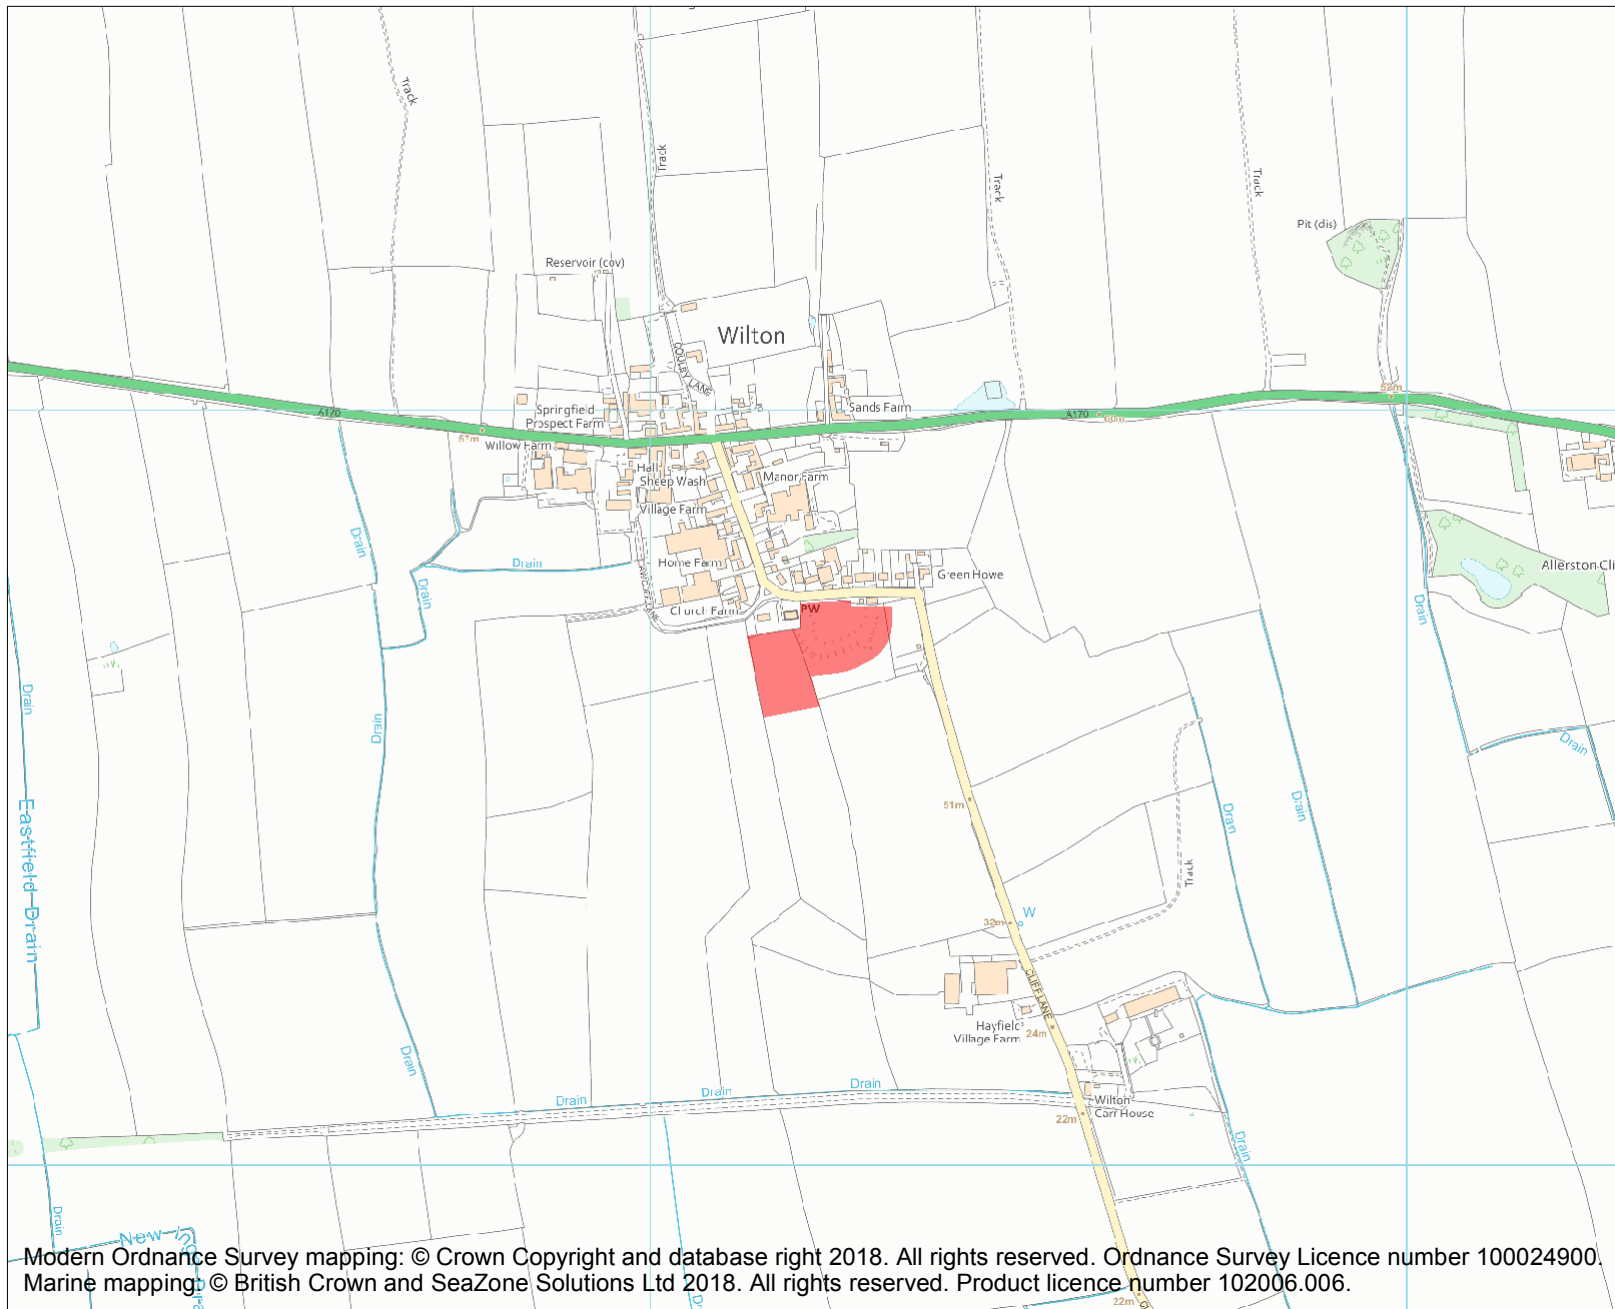 Track
Track
Track
Track
Pit (dis)
Reservoir (cov)
Wilton
52m
Springfield
Prospect Farm
Sands Farm
A170
A170
57m
Willow Farm
Hall
Sheep Wash
Manor Farm
Village Farm
Drain
Drain
Home Farm
Green Howe
Allerston Cli
Drain
Church Farm
PW
Drain
Drain
Drain
Drain
Eastfield Drain
51m
Drain
Drain
Track
32m
W
CLIFF LANE
Hayfield
Village Farm
24m
Drain
Drain
Drain
Drain
Wilton
Carr House
22m
Drain
Drain
New Ings Dra
Modern Ordnance Survey mapping: © Crown Copyright and database right 2018. All rights reserved. Ordnance Survey Licence number 100024900.
Marine mapping: © British Crown and SeaZone Solutions Ltd 2018. All rights reserved. Product licence number 102006.006.
22m